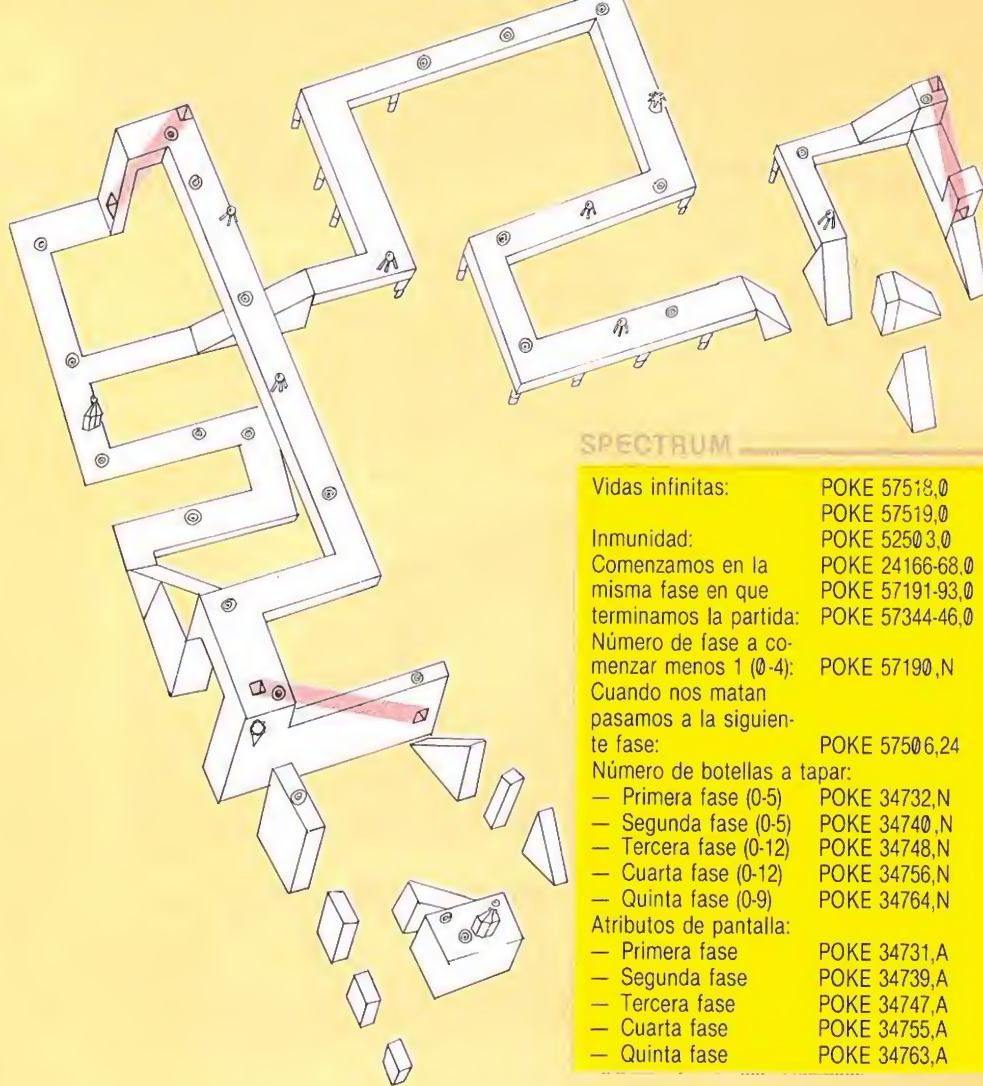 SPECTRUM
Vidas infinitas: POKE 57518,0
POKE 57519,0
Inmunidad: POKE 52503,0
Comenzamos en la POKE 24166-68,0
misma fase en que POKE 57191-93,0
terminamos la partida: POKE 57344-46,0
Número de fase a co-
menzar menos 1 (0-4): POKE 57190,N
Cuando nos matan
pasamos a la siguien-
te fase: POKE 57506,24
Número de botellas a tapar:
— Primera fase (0-5) POKE 34732,N
— Segunda fase (0-5) POKE 34740,N
— Tercera fase (0-12) POKE 34748,N
— Cuarta fase (0-12) POKE 34756,N
— Quinta fase (0-9) POKE 34764,N
Atributos de pantalla:
— Primera fase POKE 34731,A
— Segunda fase POKE 34739,A
— Tercera fase POKE 34747,A
— Cuarta fase POKE 34755,A
— Quinta fase POKE 34763,A